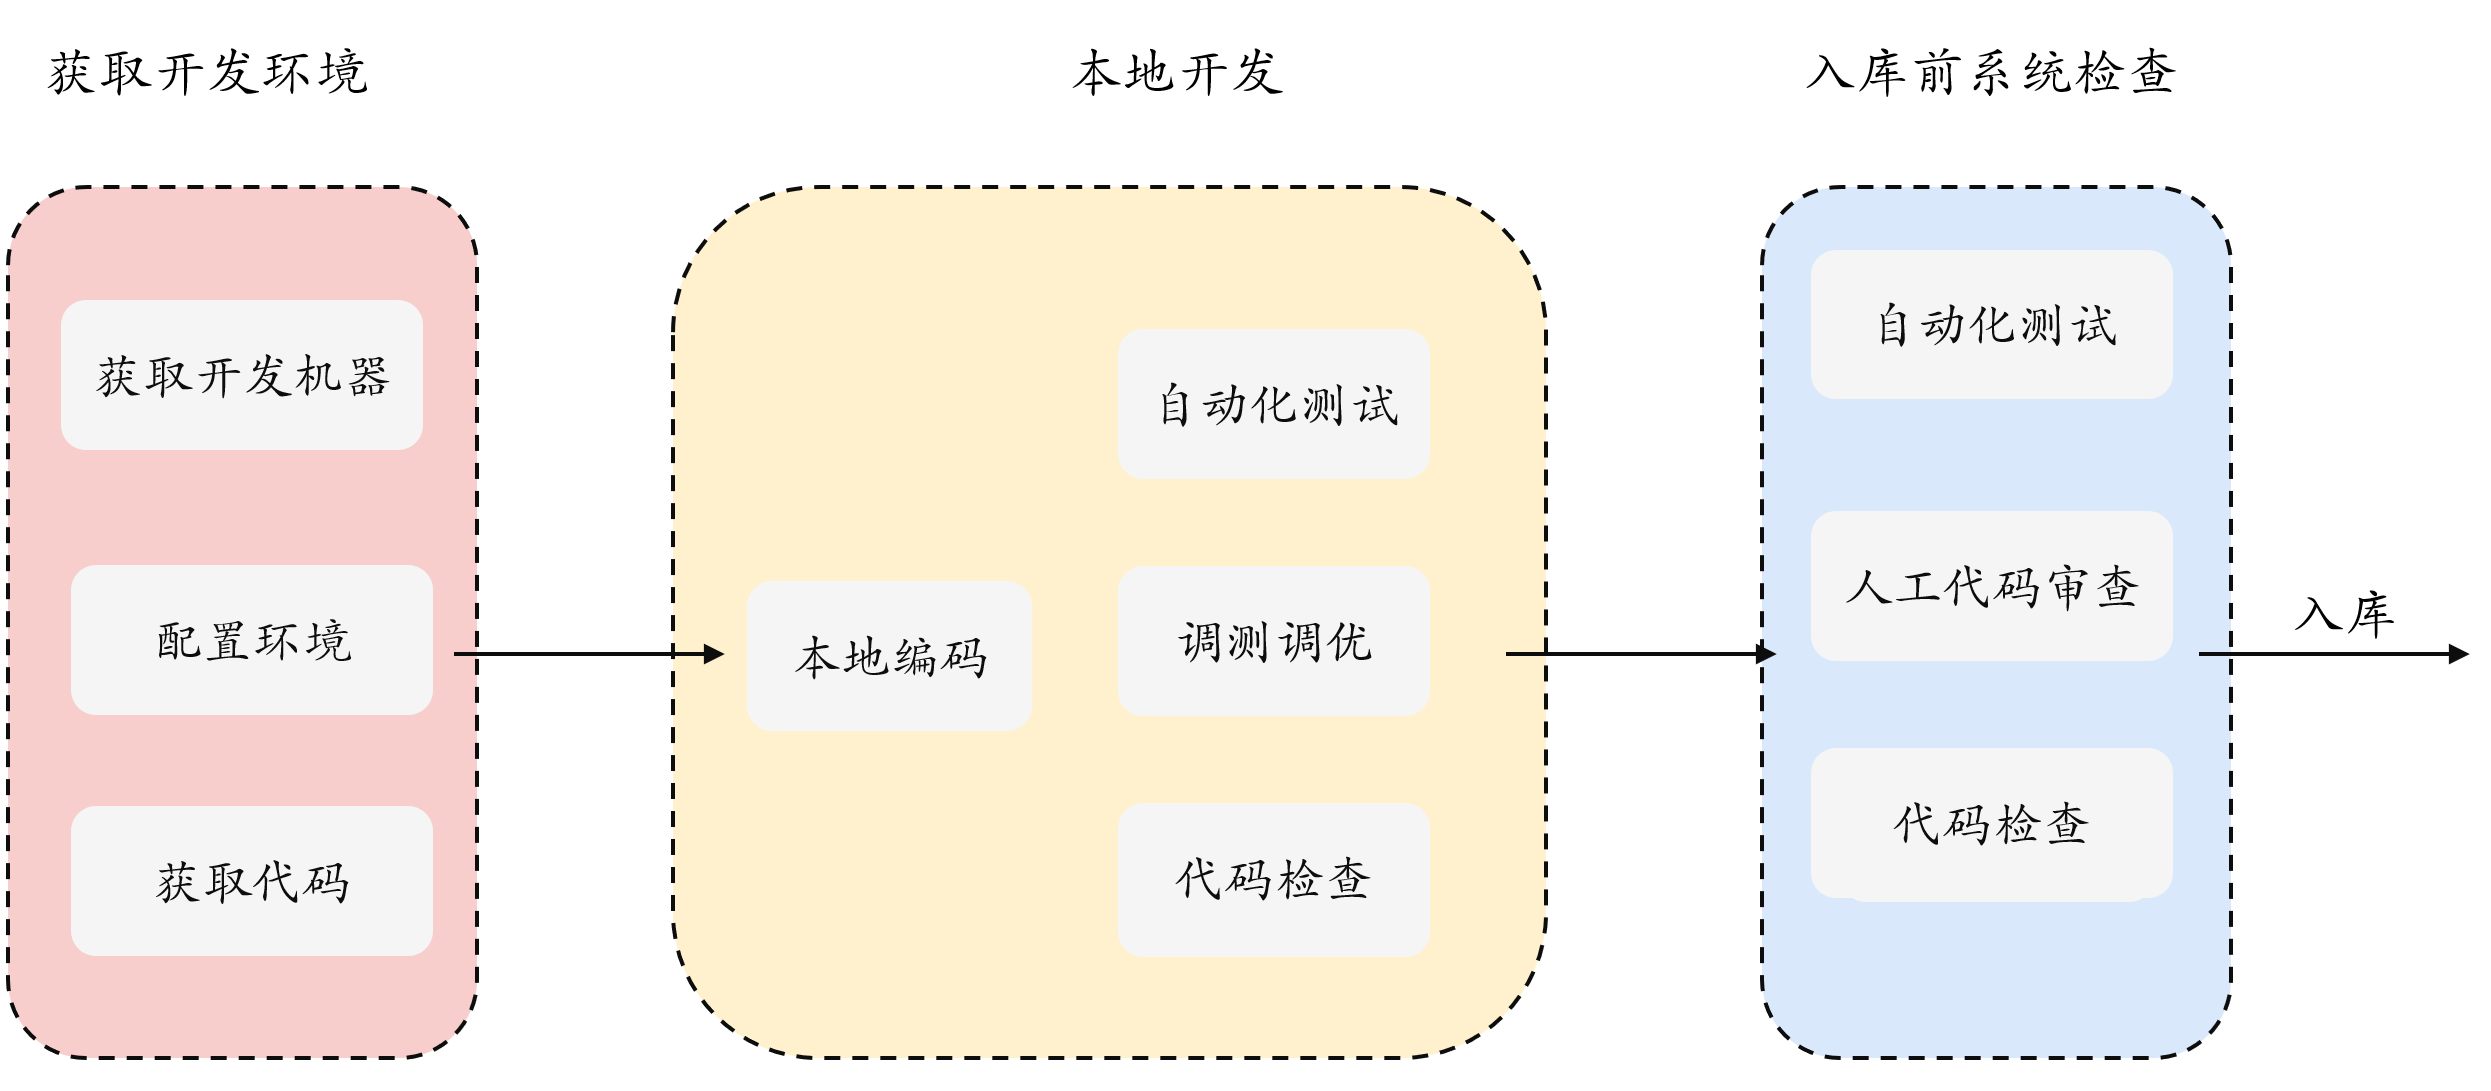 获取开发环境
本地开发
入库前系统检查
获取开发机器
配置环境
获取代码
本地编码
自动化测试
调测调优
代码检查
自动化测试
人工代码审查
代码检查
入库